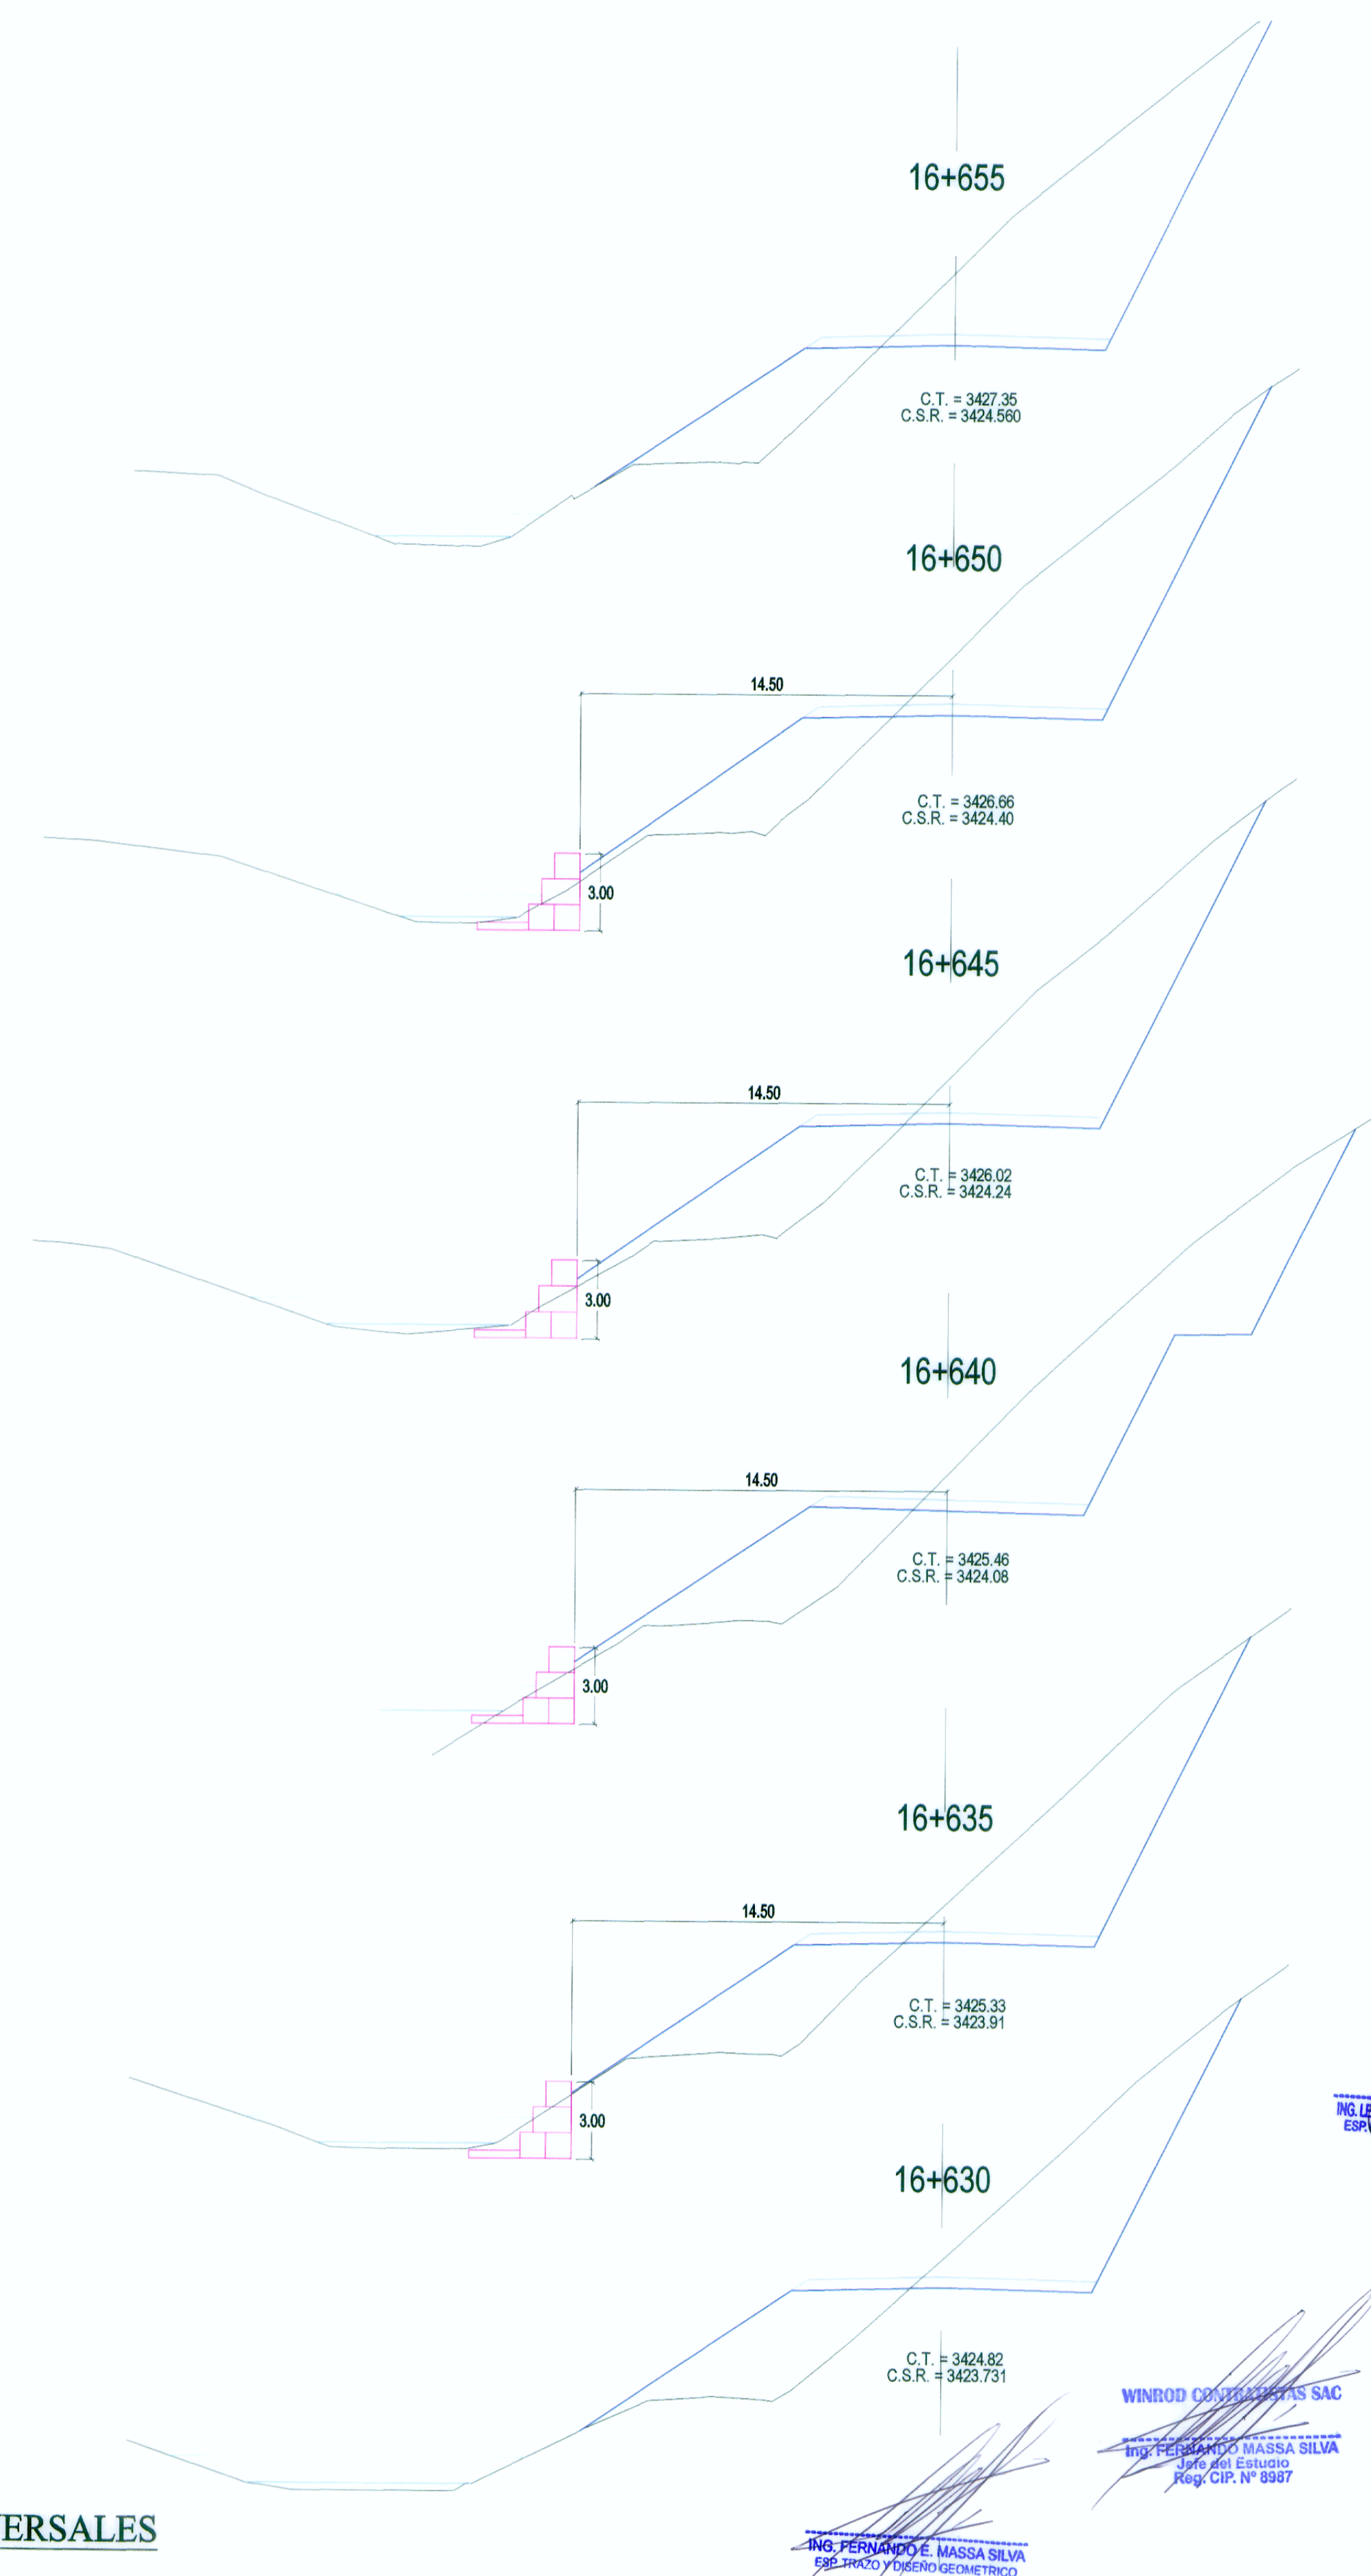 16+655
C.T. = 3427.35
C.S.R. = 3424.560
16+650
14.50
C.T. = 3426.66
C.S.R. = 3424.40
3.00
16+645
14.50
C.T. = 3426.02
C.S.R. = 3424.24
3.00
16+640
14.50
C.T. = 3425.46
C.S.R. = 3424.08
3.00
16+635
14.50
C.T. = 3425.33
C.S.R. = 3423.91
3.00
ING. LE
ESP.
16+630
C.T. = 3424.82
C.S.R. = 3423.731
WINROD CONTRATISTAS SAC
Ing. FERNANDO MASSA SILVA
Jefe del Estudio
Reg. CIP. N° 8987
ERSALES
ING. FERNANDO E. MASSA SILVA
ESP. TRAZO Y DISEÑO GEOMETRICO